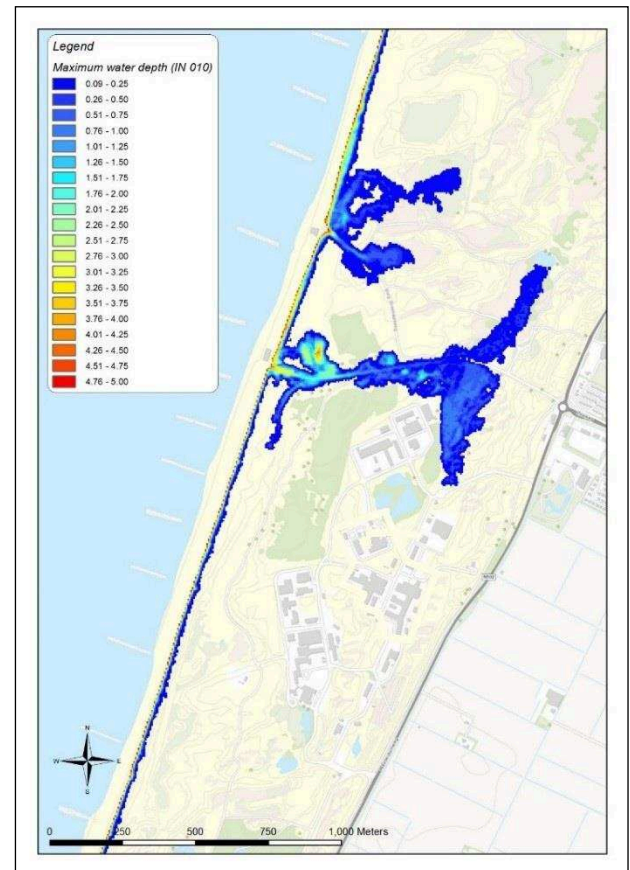 Legend
Maximum water depth (IN 010)
0.09 - 0.25
0.26 - 0.50
0.51 - 0.75
0.76 - 1.00
1.01 - 1.25
1.26 - 1.50
1.51 - 1.75
1.76 - 2.00
2.01 - 2.25
2.26 - 2.50
2.51 - 2.75
2.76 - 3.00
3.01 - 3.25
3.26 - 3.50
3.51 - 3.75
3.76 - 4.00
4.01 - 4.25
4.26 - 4.50
4.51 - 4.75
4.76 - 5.00
N
W E
S
0 250 500 750 1,000 Meters